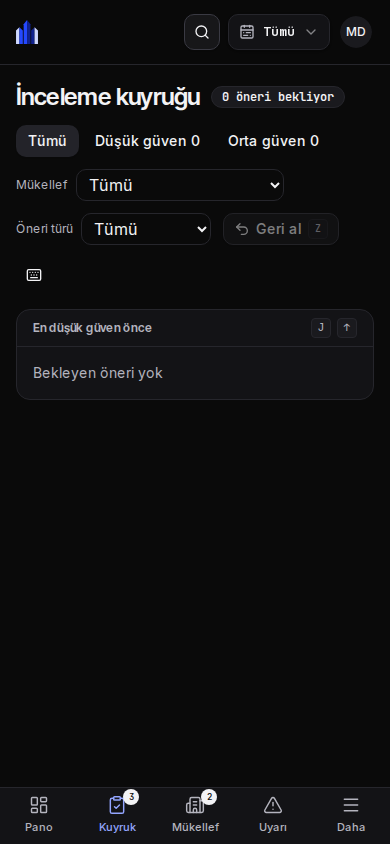 Tümü
MD
İnceleme kuyruğu
0 öneri bekliyor
Tümü
Düşük güven 0
Orta güven 0
Mükellef
Tümü
Öneri türü
Tümü
Geri al
Z
En düşük güven önce
J
↑
Bekleyen öneri yok
3
2
Pano
Kuyruk
Mükellef
Uyarı
Daha